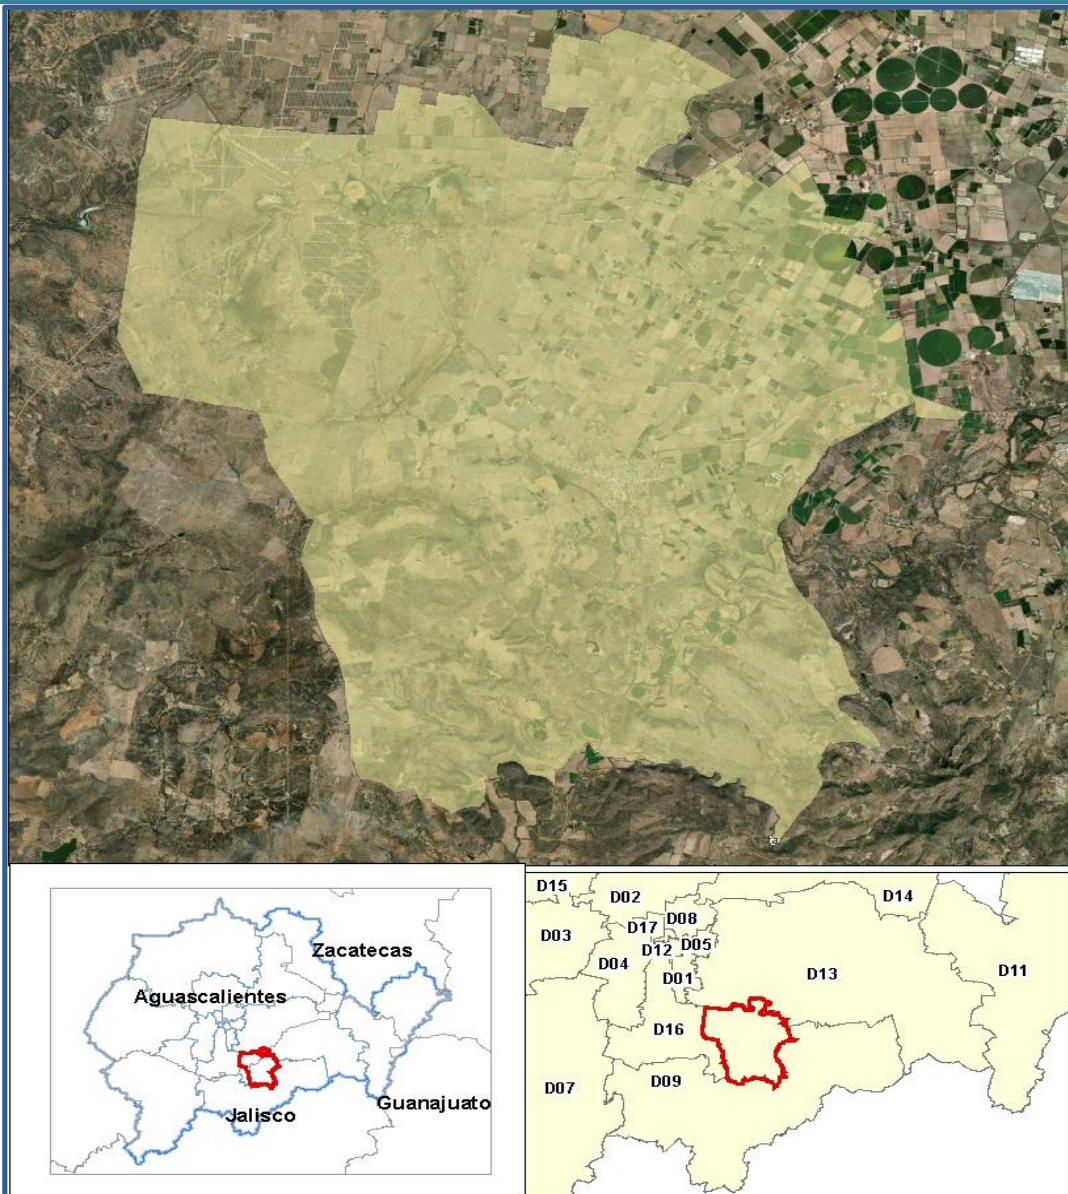 Zacatecas
Aguascalientes
Guanajuato
Jalisco
D15
D02
D14
D08
D17
D03
D05
D12
D04
D13
D11
D01
D16
D09
D07